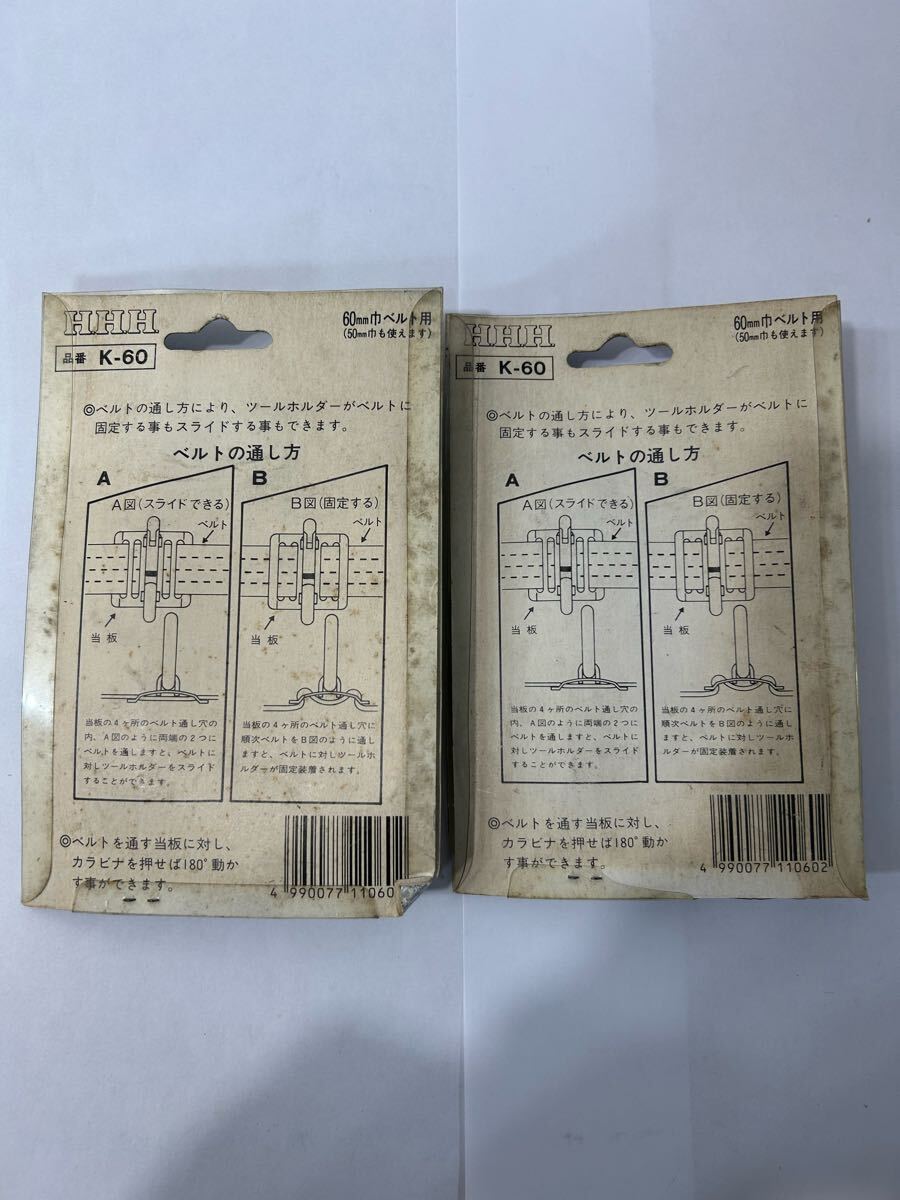 H.H.H.
60mm巾ベルト用
(50mm巾も使えます)
品番 K-60
◎ベルトの通し方により、ツールホルダーがベルトに
固定する事もスライドする事もできます。
ベルトの通し方
A
B
A図(スライドできる)
B図(固定する)
ベルト
ベルト
当板
当板の4ヶ所のベルト通し穴の
内、A図のように両端の2つに
ベルトを通しますと、ベルトに
対しツールホルダーをスライド
することができます。
当板の4ヶ所のベルト通し穴に
順次ベルトをB図のように通し
ますと、ベルトに対しツールホ
ルダーが固定装着されます。
◎ベルトを通す当板に対し、
カラビナを押せば180°動か
す事ができます。
4 990077 11060
H.H.H.
60mm巾ベルト用
(50mm巾も使えます)
品番 K-60
◎ベルトの通し方により、ツールホルダーがベルトに
固定する事もスライドする事もできます。
ベルトの通し方
A
B
A図(スライドできる)
B図(固定する)
ベルト
ベルト
当板
当板
当板の4ヶ所のベルト通し穴の
内、A図のように両端の2つに
ベルトを通しますと、ベルトに
対しツールホルダーをスライド
することができます。
当板の4ヶ所のベルト通し穴に
順次ベルトをB図のように通し
ますと、ベルトに対しツールホ
ルダーが固定装着されます。
◎ベルトを通す当板に対し、
カラビナを押せば180°動か
す事ができます。
4 990077 110602